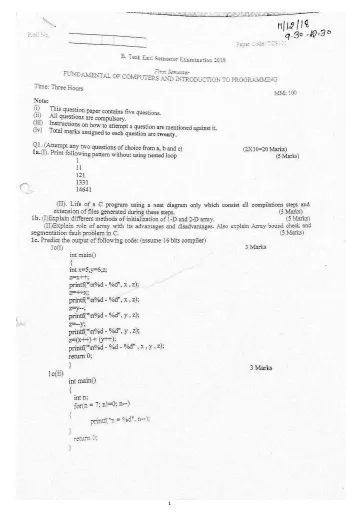 11/12/18
9.30-12.30
Roll No.
Paper Code:
B. Tech End Semester Examination 2018
First Semester
FUNDAMENTAL OF COMPUTERS AND INTRODUCTION TO PROGRAMMING
Time: Three Hours
MM: 100
Note:
(i) This question paper contains five questions.
(ii) All questions are compulsory.
(iii) Instructions on how to attempt a question are mentioned against it.
(iv) Total marks assigned to each question are twenty.
Q1. (Attempt any two questions of choice from a, b and c) (2X10=20 Marks)
1a.(I). Print following pattern without using nested loop (5 Marks)
1
11
121
1331
14641
(II). Life of a C program using a neat diagram only which consist all compilations steps and
extension of files generated during these steps. (5 Marks)
1b. (I)Explain different methods of initialization of 1-D and 2-D array. (5 Marks)
(II)Explain role of array with its advantages and disadvantages. Also explain Array bound check and
segmentation fault problem in C. (5 Marks)
1c. Predict the output of following code: (assume 16 bits compiler)
1c(I) 3 Marks
int main()
{
int x=5,y=6,z;
z=x++;
printf("\n%d - %d", x , z);
z=++x;
printf("\n%d - %d", x , z);
z=y--;
printf("\n%d - %d", y , z);
z=--y;
printf("\n%d - %d", y , z);
z=(x++) + (y++);
printf("\n%d - %d - %d" , x , y , z);
return 0;
}
1c(II) 3 Marks
int main()
{
int n;
for(n = 7; n!=0; n--)
{
printf("n = %d", n--);
}
return 0;
}
1